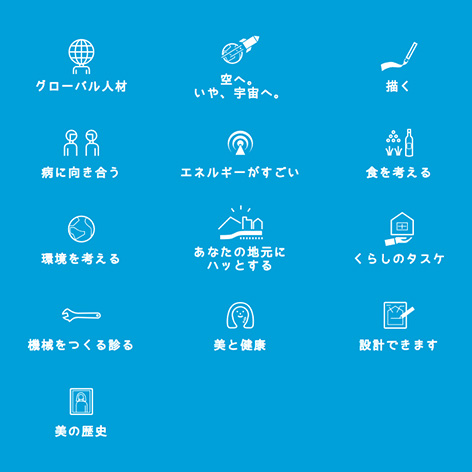 グローバル人材
空へ。
いや、宇宙へ。
描く
病に向き合う
エネルギーがすごい
食を考える
環境を考える
あなたの地元に
ハッとする
くらしのタスケ
機械をつくる診る
美と健康
設計できます
美の歴史